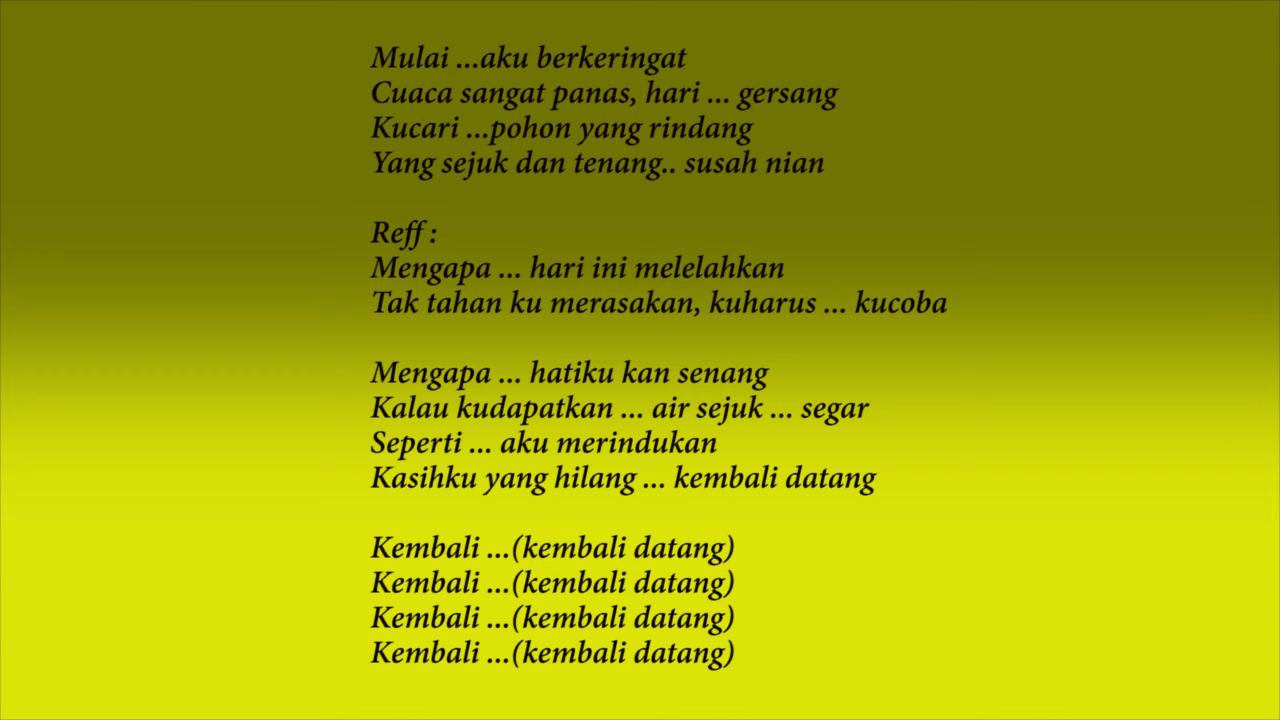 Mulai ...aku berkeringat
Cuaca sangat panas, hari ... gersang
Kucari ...pohon yang rindang
Yang sejuk dan tenang.. susah nian
Reff :
Mengapa ... hari ini melelahkan
Tak tahan ku merasakan, kuharus ... kucoba
Mengapa ... hatiku kan senang
Kalau kudapatkan ... air sejuk ... segar
Seperti ... aku merindukan
Kasihku yang hilang ... kembali datang
Kembali ...(kembali datang)
Kembali ...(kembali datang)
Kembali ...(kembali datang)
Kembali ...(kembali datang)